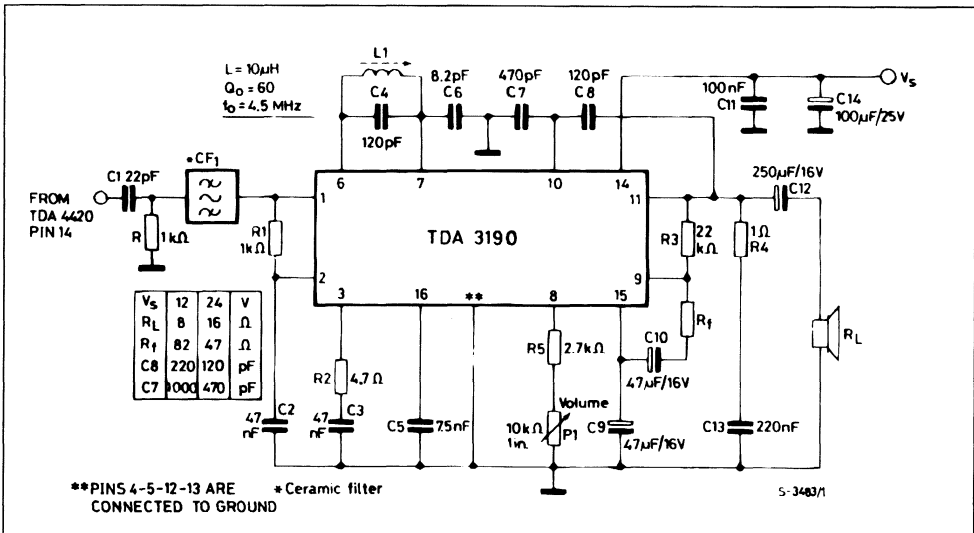 L1
L = 10µH
Q₀ = 60
f₀ = 4.5 MHz
C4
120pF
8.2pF
C6
470pF
C7
120pF
C8
100nF
C11
C14
100µF/25V
Vs
*CF1
C1 22pF
FROM
TDA 4420
PIN 14
R
1kΩ
R1
1kΩ
6
7
10
14
1
2
3
16
**
8
15
11
9
TDA 3190
R3
22
kΩ
1Ω
R4
250µF/16V
C12
Rf
RL
C10
47µF/16V
Vs 12 24 V
RL 8 16 Ω
Rf 82 47 Ω
C8 220 120 pF
C7 1000 470 pF
R2
4.7 Ω
47
nF
C2
47
nF
C3
C5
7.5nF
R5
2.7kΩ
Volume
10kΩ
lin.
P1
C9
47µF/16V
C13
220nF
**PINS 4-5-12-13 ARE
CONNECTED TO GROUND
*Ceramic filter
S-3483/1